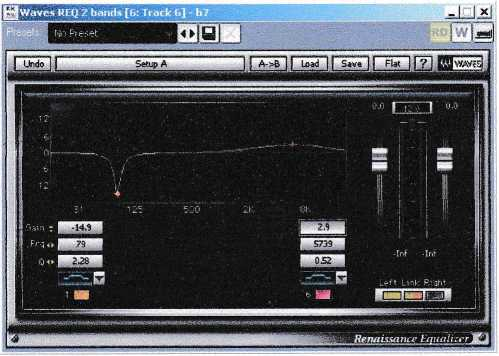 Waves REQ 2 bands [6: Track 6] - b7
Presets: No Preset RD W
Undo Setup A A->B Load Save Flat ? WAVES
12
6
0
6
12
31 125 500 2K 8K
0.0 0.0
-Inf -Inf
Gain -14.9 2.9
Frq 79 5739
Q 2.28 0.52
1 6
Left Link Right
Renaissance Equalizer